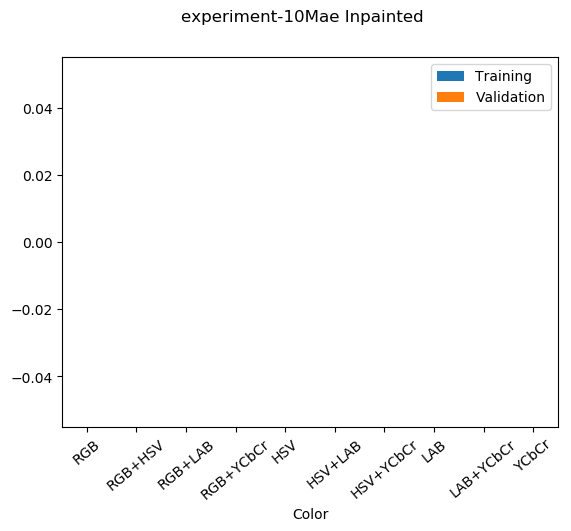 experiment-10Mae Inpainted
Training
Validation
0.04
0.02
0.00
−0.02
−0.04
RGB
RGB+HSV
RGB+LAB
RGB+YCbCr
HSV
HSV+LAB
HSV+YCbCr
LAB
LAB+YCbCr
YCbCr
Color